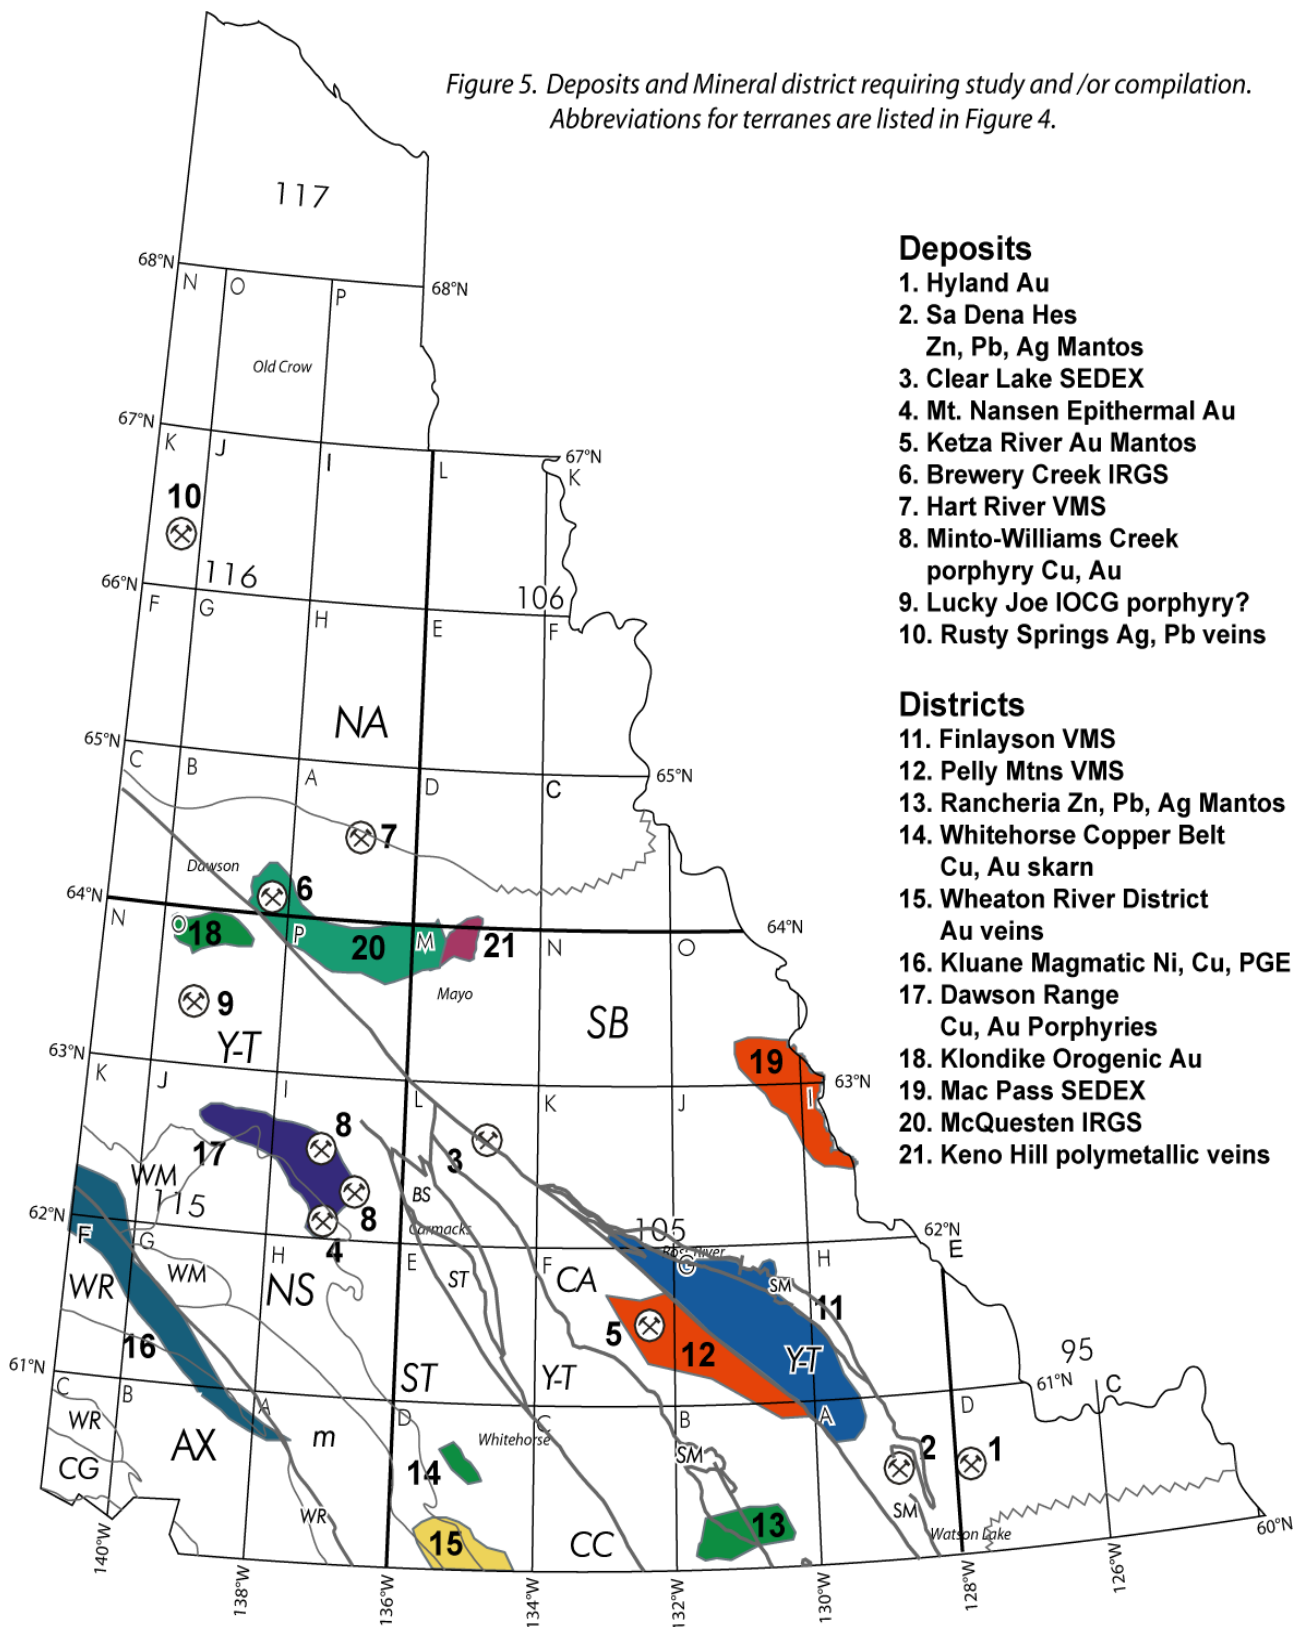 Figure 5. Deposits and Mineral district requiring study and /or compilation.
Abbreviations for terranes are listed in Figure 4.
117
68°N
68°N
N
O
P
Old Crow
67°N
67°N
K
J
I
L
K
10
116
106
66°N
F
G
H
E
F
NA
65°N
65°N
C
B
A
D
C
7
Dawson
6
64°N
64°N
N
18
P
20
M
21
N
O
Mayo
9
Y-T
SB
63°N
19
63°N
K
J
I
L
K
J
I
8
17
3
WM
115
BS
8
62°N
Carmacks
105
62°N
F
G
H
4
E
F
Ross River
G
H
E
WR
WM
NS
ST
CA
SM
11
16
5
12
Y-T
95
61°N
ST
Y-T
61°N
C
C
B
A
D
C
B
A
D
WR
AX
m
Whitehorse
SM
2
1
CG
14
WR
SM
15
CC
13
Watson Lake
60°N
140°W
138°W
136°W
134°W
132°W
130°W
128°W
126°W
Deposits
1. Hyland Au
2. Sa Dena Hes
Zn, Pb, Ag Mantos
3. Clear Lake SEDEX
4. Mt. Nansen Epithermal Au
5. Ketza River Au Mantos
6. Brewery Creek IRGS
7. Hart River VMS
8. Minto-Williams Creek
porphyry Cu, Au
9. Lucky Joe IOCG porphyry?
10. Rusty Springs Ag, Pb veins
Districts
11. Finlayson VMS
12. Pelly Mtns VMS
13. Rancheria Zn, Pb, Ag Mantos
14. Whitehorse Copper Belt
Cu, Au skarn
15. Wheaton River District
Au veins
16. Kluane Magmatic Ni, Cu, PGE
17. Dawson Range
Cu, Au Porphyries
18. Klondike Orogenic Au
19. Mac Pass SEDEX
20. McQuesten IRGS
21. Keno Hill polymetallic veins